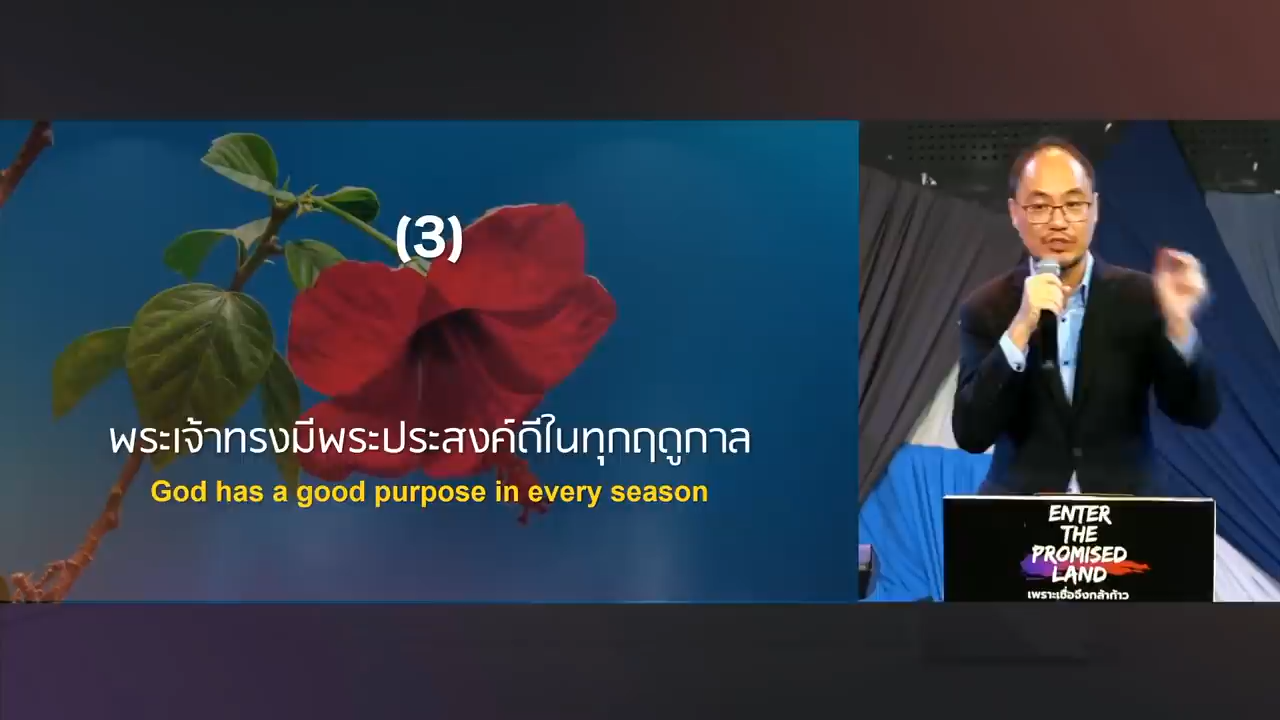 (3)
พระเจ้าทรงมีพระประสงค์ดีในทุกฤดูกาล
God has a good purpose in every season
ENTER
THE
PROMISED
LAND
เพราะเชื่อจึงกล้าก้าว